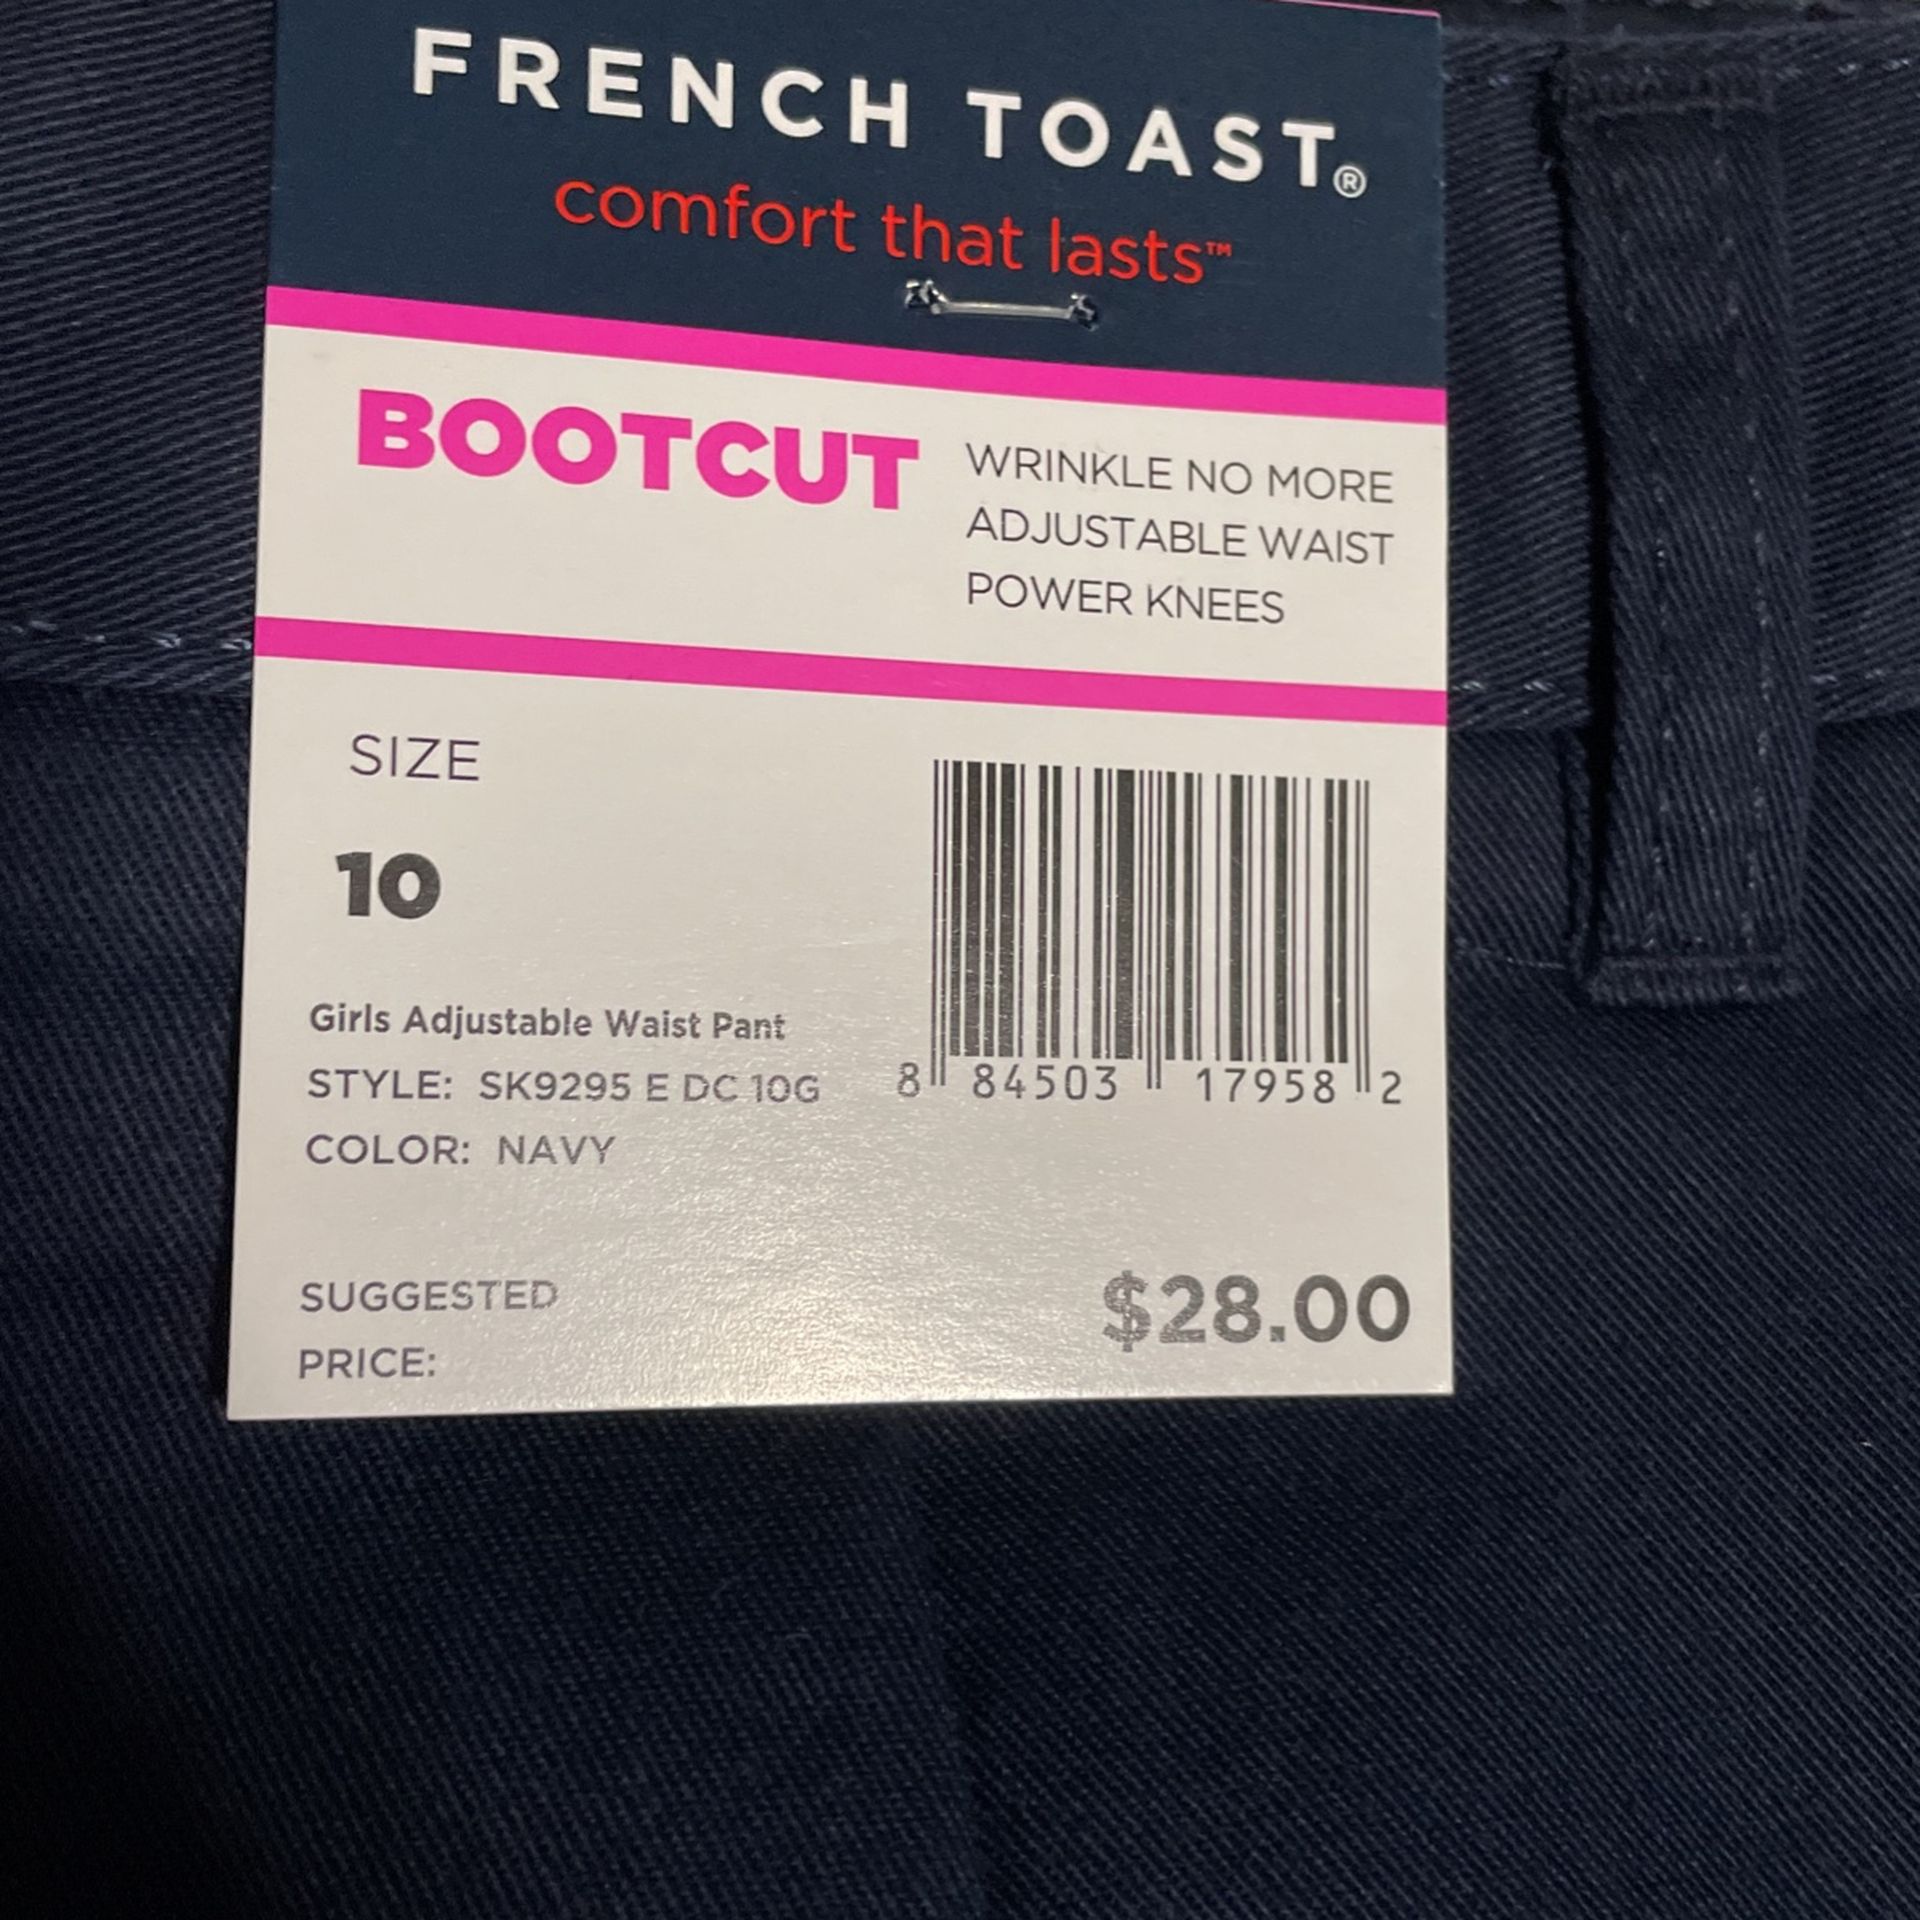 FRENCH TOAST®
comfort that lasts™
BOOTCUT
WRINKLE NO MORE
ADJUSTABLE WAIST
POWER KNEES
SIZE
10
Girls Adjustable Waist Pant
STYLE: SK9295 E DC 10G
COLOR: NAVY
8 84503 17958 2
SUGGESTED
PRICE:
$28.00